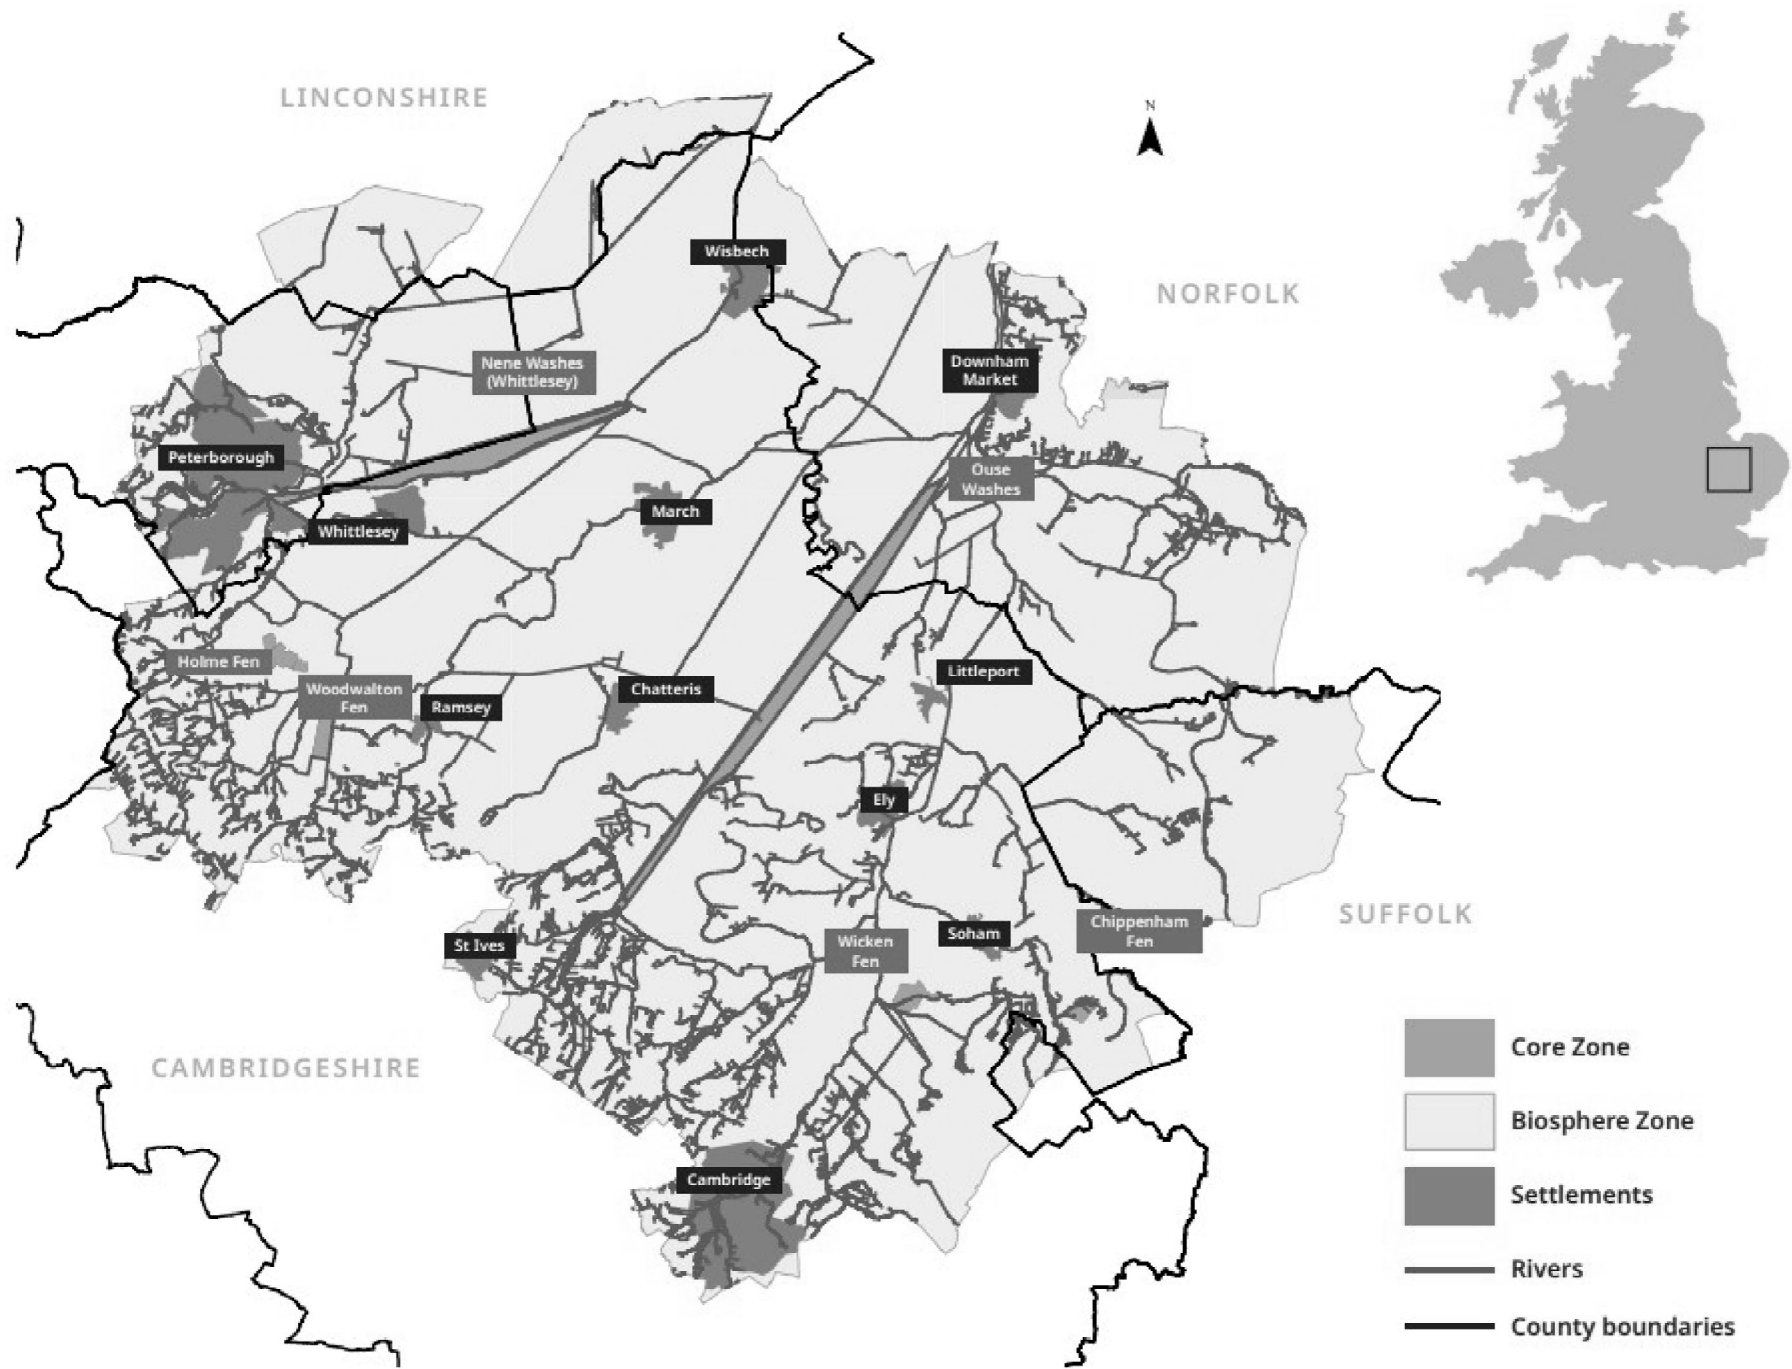 LINCONSHIRE
N
Wisbech
NORFOLK
Nene Washes
(Whittlesey)
Downham
Market
Peterborough
Ouse
Washes
March
Whittlesey
Holme Fen
Woodwalton
Fen
Ramsey
Chatteris
Littleport
Ely
St Ives
Wicken
Fen
Soham
Chippenham
Fen
SUFFOLK
CAMBRIDGESHIRE
Cambridge
Core Zone
Biosphere Zone
Settlements
Rivers
County boundaries